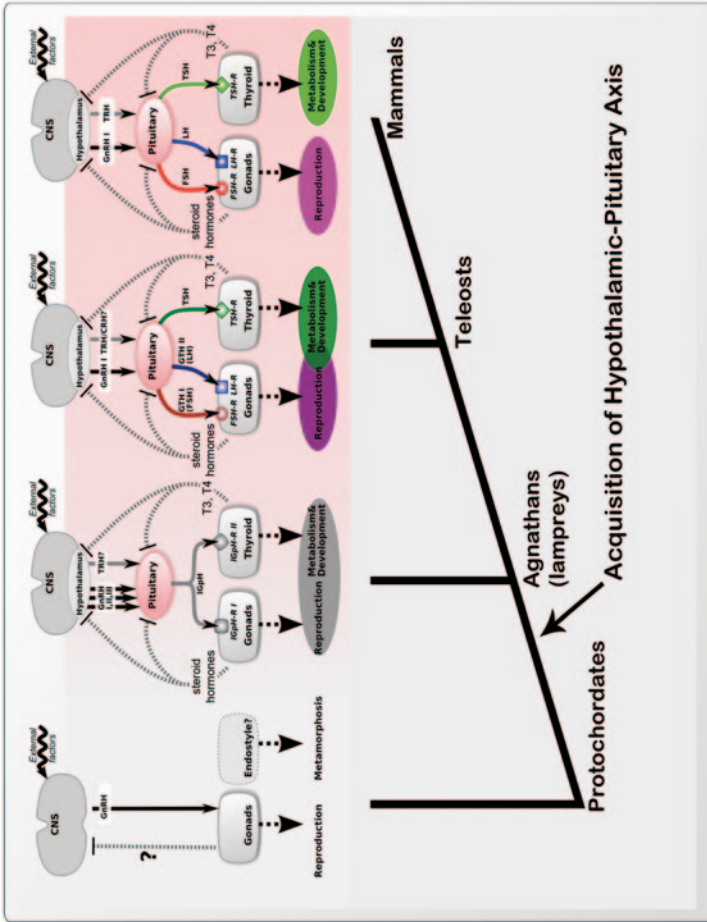 External
factors
CNS
GnRH
?
Gonads
Endostyle?
Reproduction
Metamorphosis
External
factors
CNS
Hypothalamus
GnRH
I,II,III
TRH?
Pituitary
IGpH
steroid
hormones
T3, T4
IGpH-R I
Gonads
IGpH-R II
Thyroid
Reproduction
Metabolism&
Development
External
factors
CNS
Hypothalamus
GnRH I TRH/CRH?
Pituitary
GTH I
(FSH)
GTH II
(LH)
TSH
steroid
hormones
T3, T4
FSH-R LH-R
Gonads
TSH-R
Thyroid
Reproduction
Metabolism&
Development
External
factors
CNS
Hypothalamus
GnRH I TRH
Pituitary
FSH
LH
TSH
steroid
hormones
T3, T4
FSH-R LH-R
Gonads
TSH-R
Thyroid
Reproduction
Metabolism&
Development
Protochordates
Agnathans
(lampreys)
Teleosts
Mammals
Acquisition of Hypothalamic-Pituitary Axis